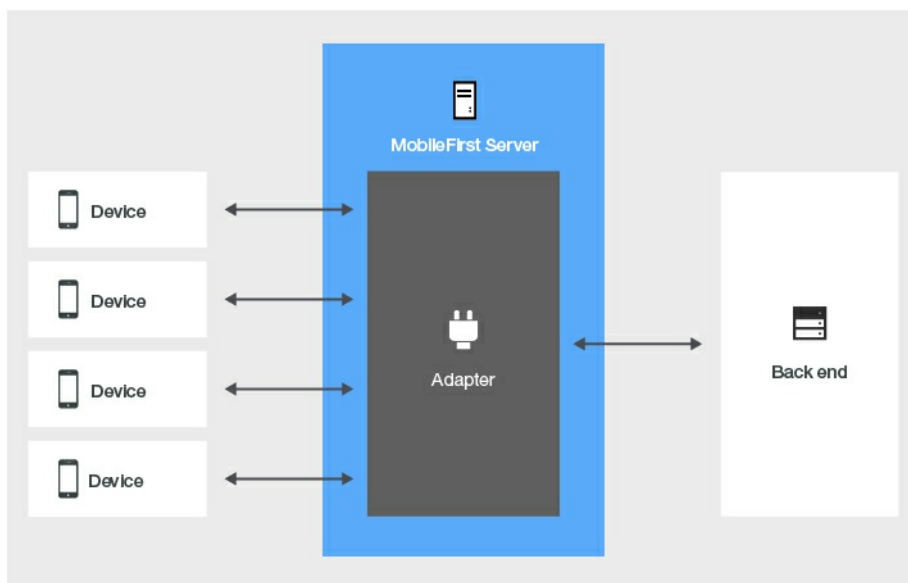 MobileFirst Server
Device
Device
Device
Device
Adapter
Back end